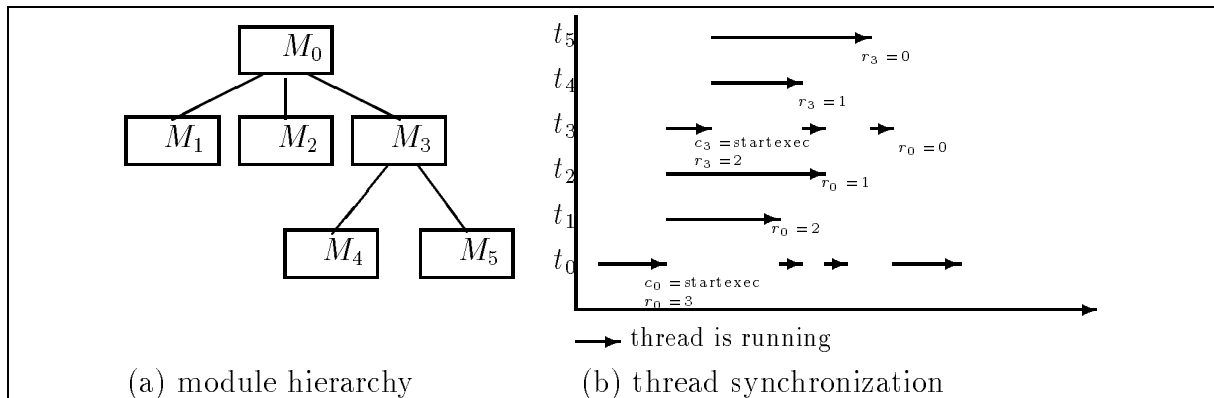 M₀
M₁
M₂
M₃
M₄
M₅
(a) module hierarchy
t₅
r₃ =0
t₄
r₃ =1
t₃
c₃ =startexec
r₃ =2
r₀ =0
t₂
r₀ =1
t₁
r₀ =2
t₀
c₀ =startexec
r₀ =3
thread is running
(b) thread synchronization